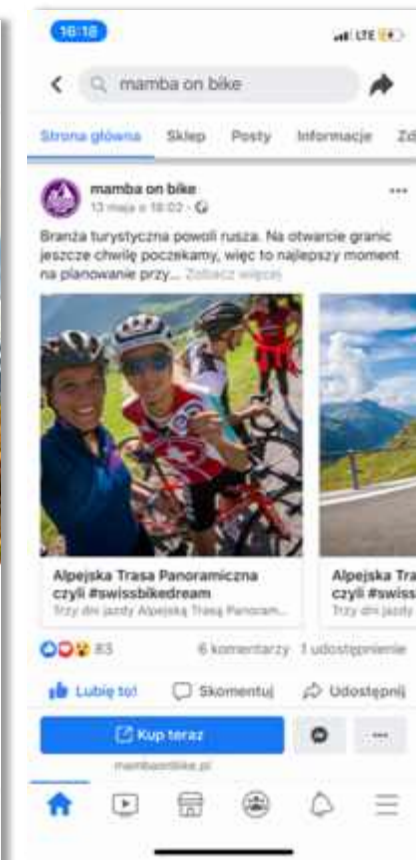 16:18
LTE
mamba on bike
Strona główna Sklep Posty Informacje
mamba on bike
13 maja o 18:02
Branża turystyczna powoli rusza. Na otwarcie granic
jeszcze chwilę poczekamy, więc to najlepszy moment
na planowanie przy... Zobacz więcej
Alpejska Trasa Panoramiczna
czyli #swissbikedream
Trzy dni jazdy Alpejską Trasą Panoram...
Alpejska Tra
czyli #swiss
Trzy dni jazdy
83 6 komentarzy 1 udostępnienie
Lubię to! Skomentuj Udostępnij
Kup teraz
mambaonbike.pl